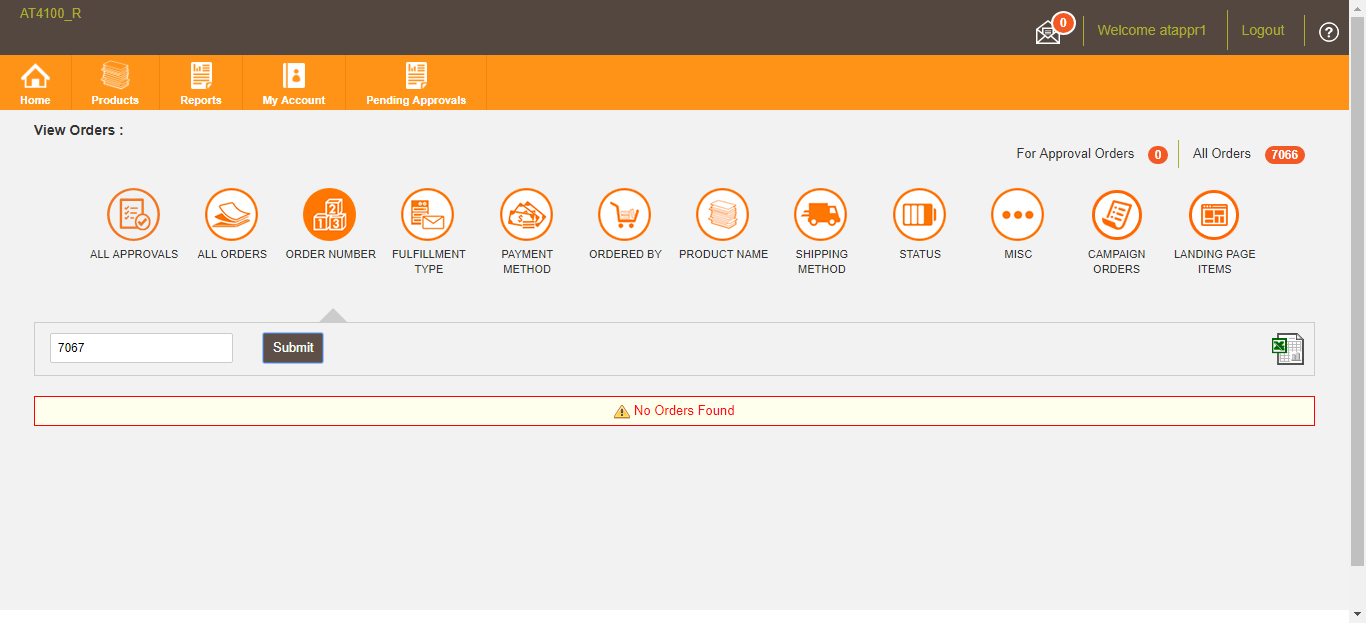 AT4100_R
0
Welcome atappr1
Logout
?
Home
Products
Reports
My Account
Pending Approvals
View Orders :
For Approval Orders 0
All Orders 7066
ALL APPROVALS
ALL ORDERS
ORDER NUMBER
FULFILLMENT
TYPE
PAYMENT
METHOD
ORDERED BY
PRODUCT NAME
SHIPPING
METHOD
STATUS
MISC
CAMPAIGN
ORDERS
LANDING PAGE
ITEMS
7067
Submit
No Orders Found